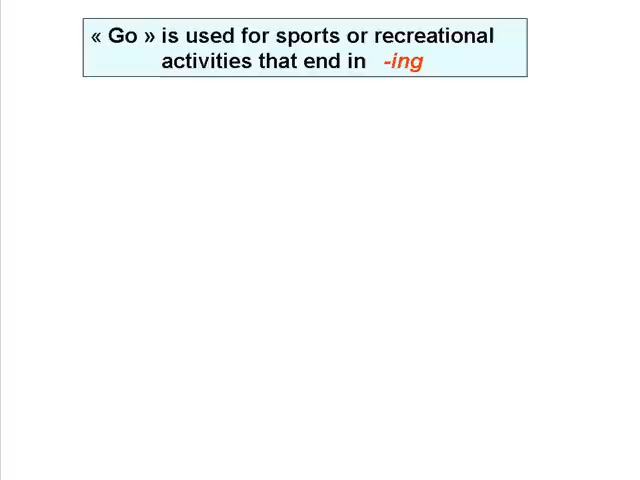 « Go » is used for sports or recreational
activities that end in -ing